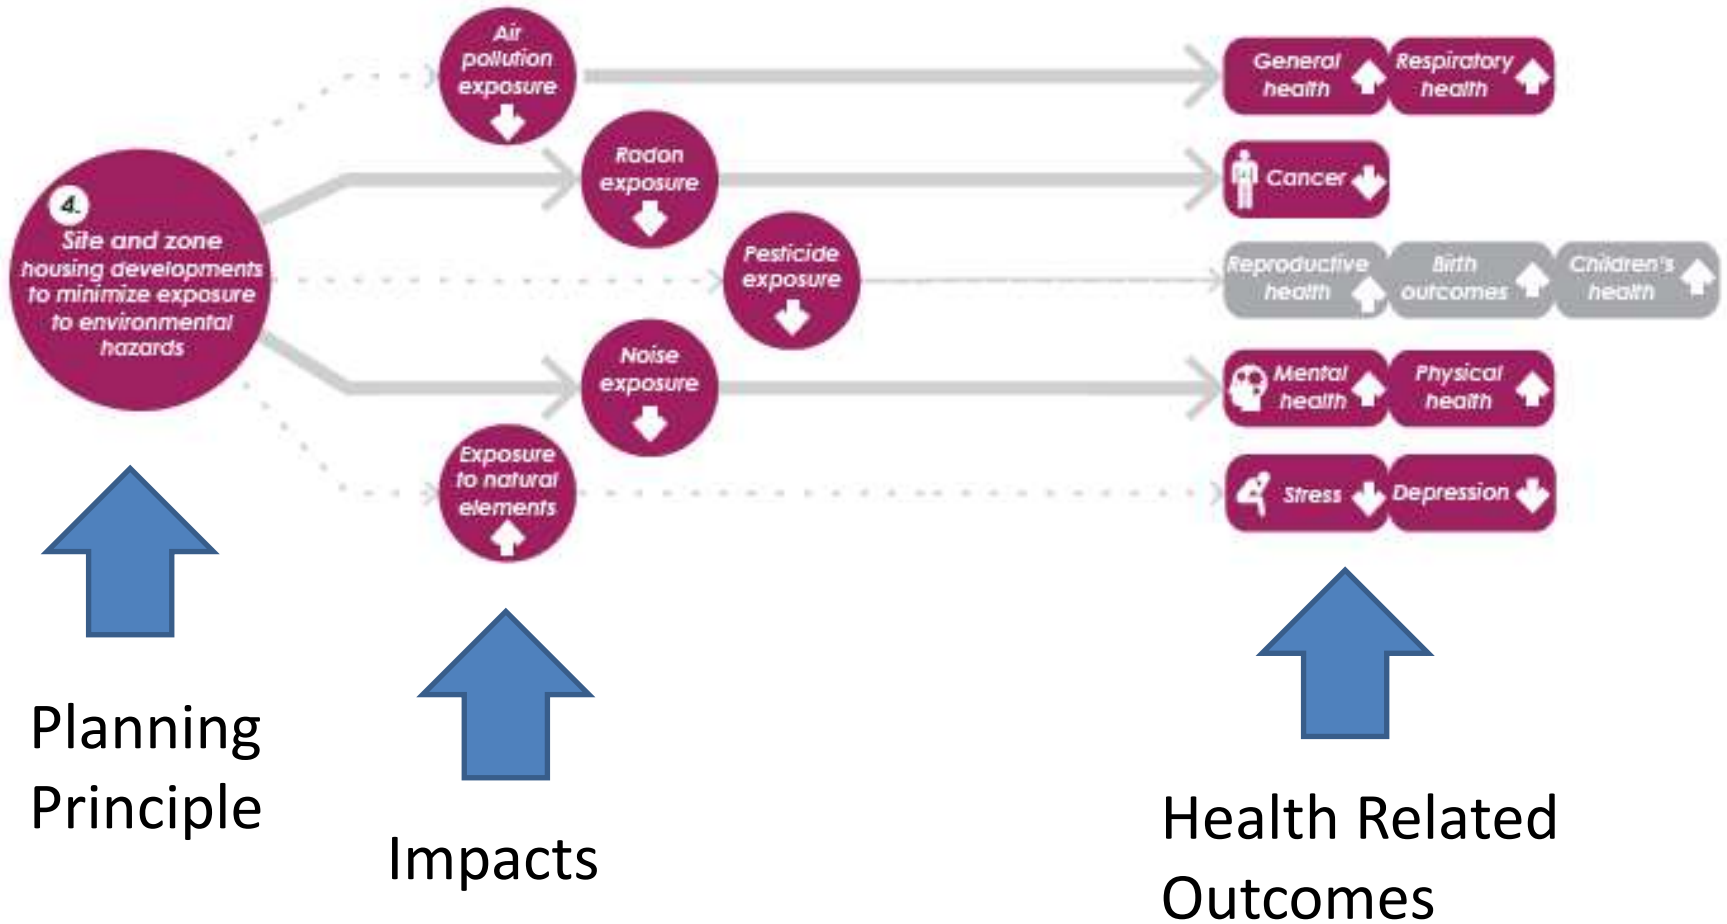 Air
pollution
exposure
General
health
Respiratory
health
Radon
exposure
Cancer
4.
Site and zone
housing developments
to minimize exposure
to environmental
hazards
Pesticide
exposure
Reproductive
health
Birth
outcomes
Children's
health
Noise
exposure
Mental
health
Physical
health
Exposure
to natural
elements
Stress
Depression
Planning
Principle
Impacts
Health Related
Outcomes